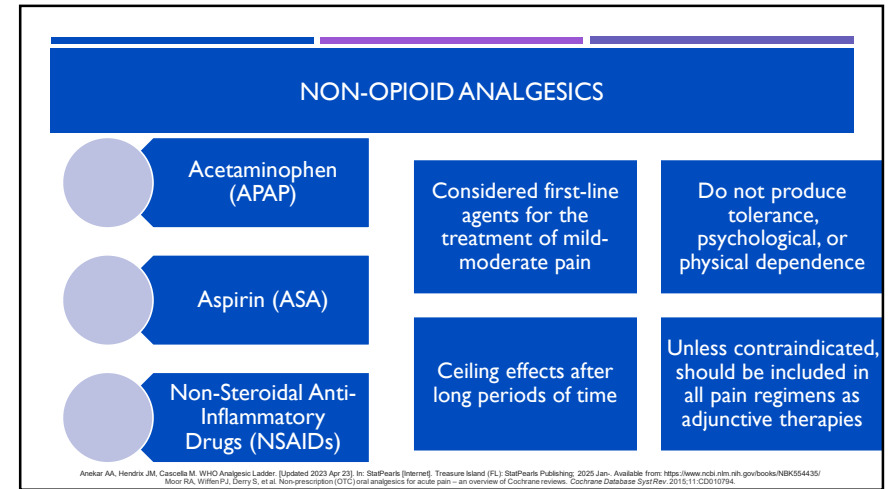 NON-OPIOID ANALGESICS
Acetaminophen
(APAP)
Aspirin (ASA)
Non-Steroidal Anti-
Inflammatory
Drugs (NSAIDs)
Considered first-line
agents for the
treatment of mild-
moderate pain
Do not produce
tolerance,
psychological, or
physical dependence
Ceiling effects after
long periods of time
Unless contraindicated,
should be included in
all pain regimens as
adjunctive therapies
Anekar AA, Hendrix JM, Cascella M. WHO Analgesic Ladder. [Updated 2023 Apr 23]. In: StatPearls [Internet]. Treasure Island (FL): StatPearls Publishing; 2025 Jan-. Available from: https://www.ncbi.nlm.nih.gov/books/NBK554435/
Moor RA, Wiffen PJ, Derry S, et al. Non-prescription (OTC) oral analgesics for acute pain – an overview of Cochrane reviews. Cochrane Database Syst Rev. 2015;11:CD010794.